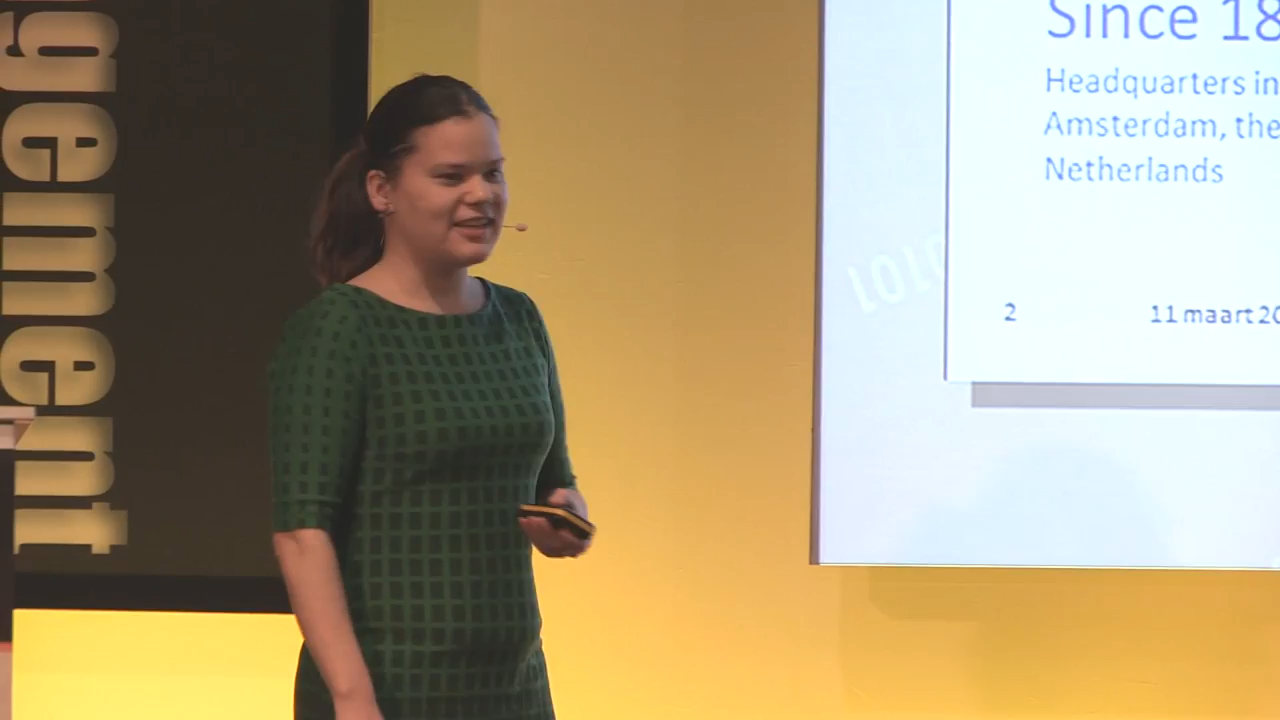 gement
Since 18
Headquarters in
Amsterdam, the
Netherlands
2
11 maart 20